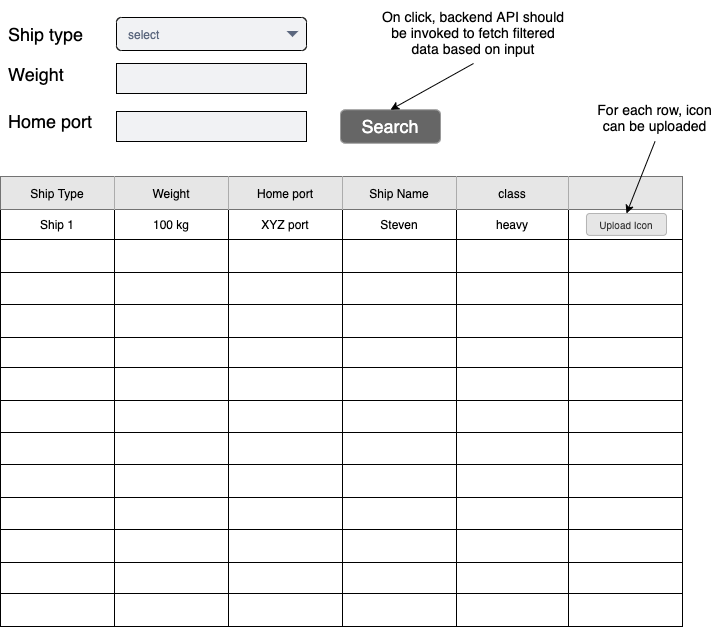 Ship type
select
On click, backend API should
be invoked to fetch filtered
data based on input
Weight
Home port
Search
For each row, icon
can be uploaded
Ship Type Weight Home port Ship Name class
Ship 1 100 kg XYZ port Steven heavy Upload Icon